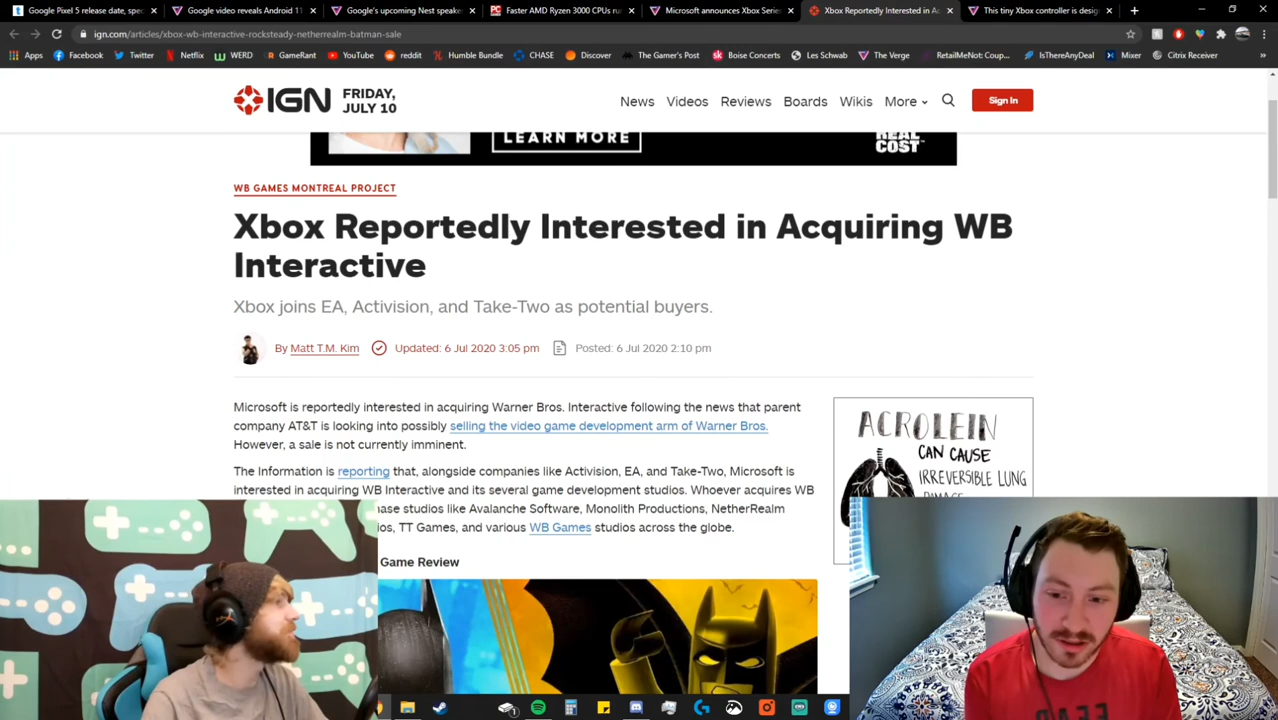 Google Pixel 5 release date, spec
Google video reveals Android 11
Google's upcoming Nest speake
Faster AMD Ryzen 3000 CPUs ru
Microsoft announces Xbox Serie
Xbox Reportedly Interested in Ac
This tiny Xbox controller is desig
ign.com/articles/xbox-wb-interactive-rocksteady-netherrealm-batman-sale
Apps Facebook Twitter Netflix WERD GameRant YouTube reddit Humble Bundle CHASE Discover The Gamer's Post Boise Concerts Les Schwab The Verge RetailMeNot: Coup... IsThereAnyDeal Mixer Citrix Receiver
IGN FRIDAY, JULY 10
News Videos Reviews Boards Wikis More Sign In
LEARN MORE
REAL COST
WB GAMES MONTREAL PROJECT
Xbox Reportedly Interested in Acquiring WB
Interactive
Xbox joins EA, Activision, and Take-Two as potential buyers.
By Matt T.M. Kim Updated: 6 Jul 2020 3:05 pm Posted: 6 Jul 2020 2:10 pm
Microsoft is reportedly interested in acquiring Warner Bros. Interactive following the news that parent
company AT&T is looking into possibly selling the video game development arm of Warner Bros.
However, a sale is not currently imminent.
The Information is reporting that, alongside companies like Activision, EA, and Take-Two, Microsoft is
interested in acquiring WB Interactive and its several game development studios. Whoever acquires WB
hase studios like Avalanche Software, Monolith Productions, NetherRealm
ios, TT Games, and various WB Games studios across the globe.
Game Review
ACROLEIN
CAN CAUSE
IRREVERSIBLE LUNG